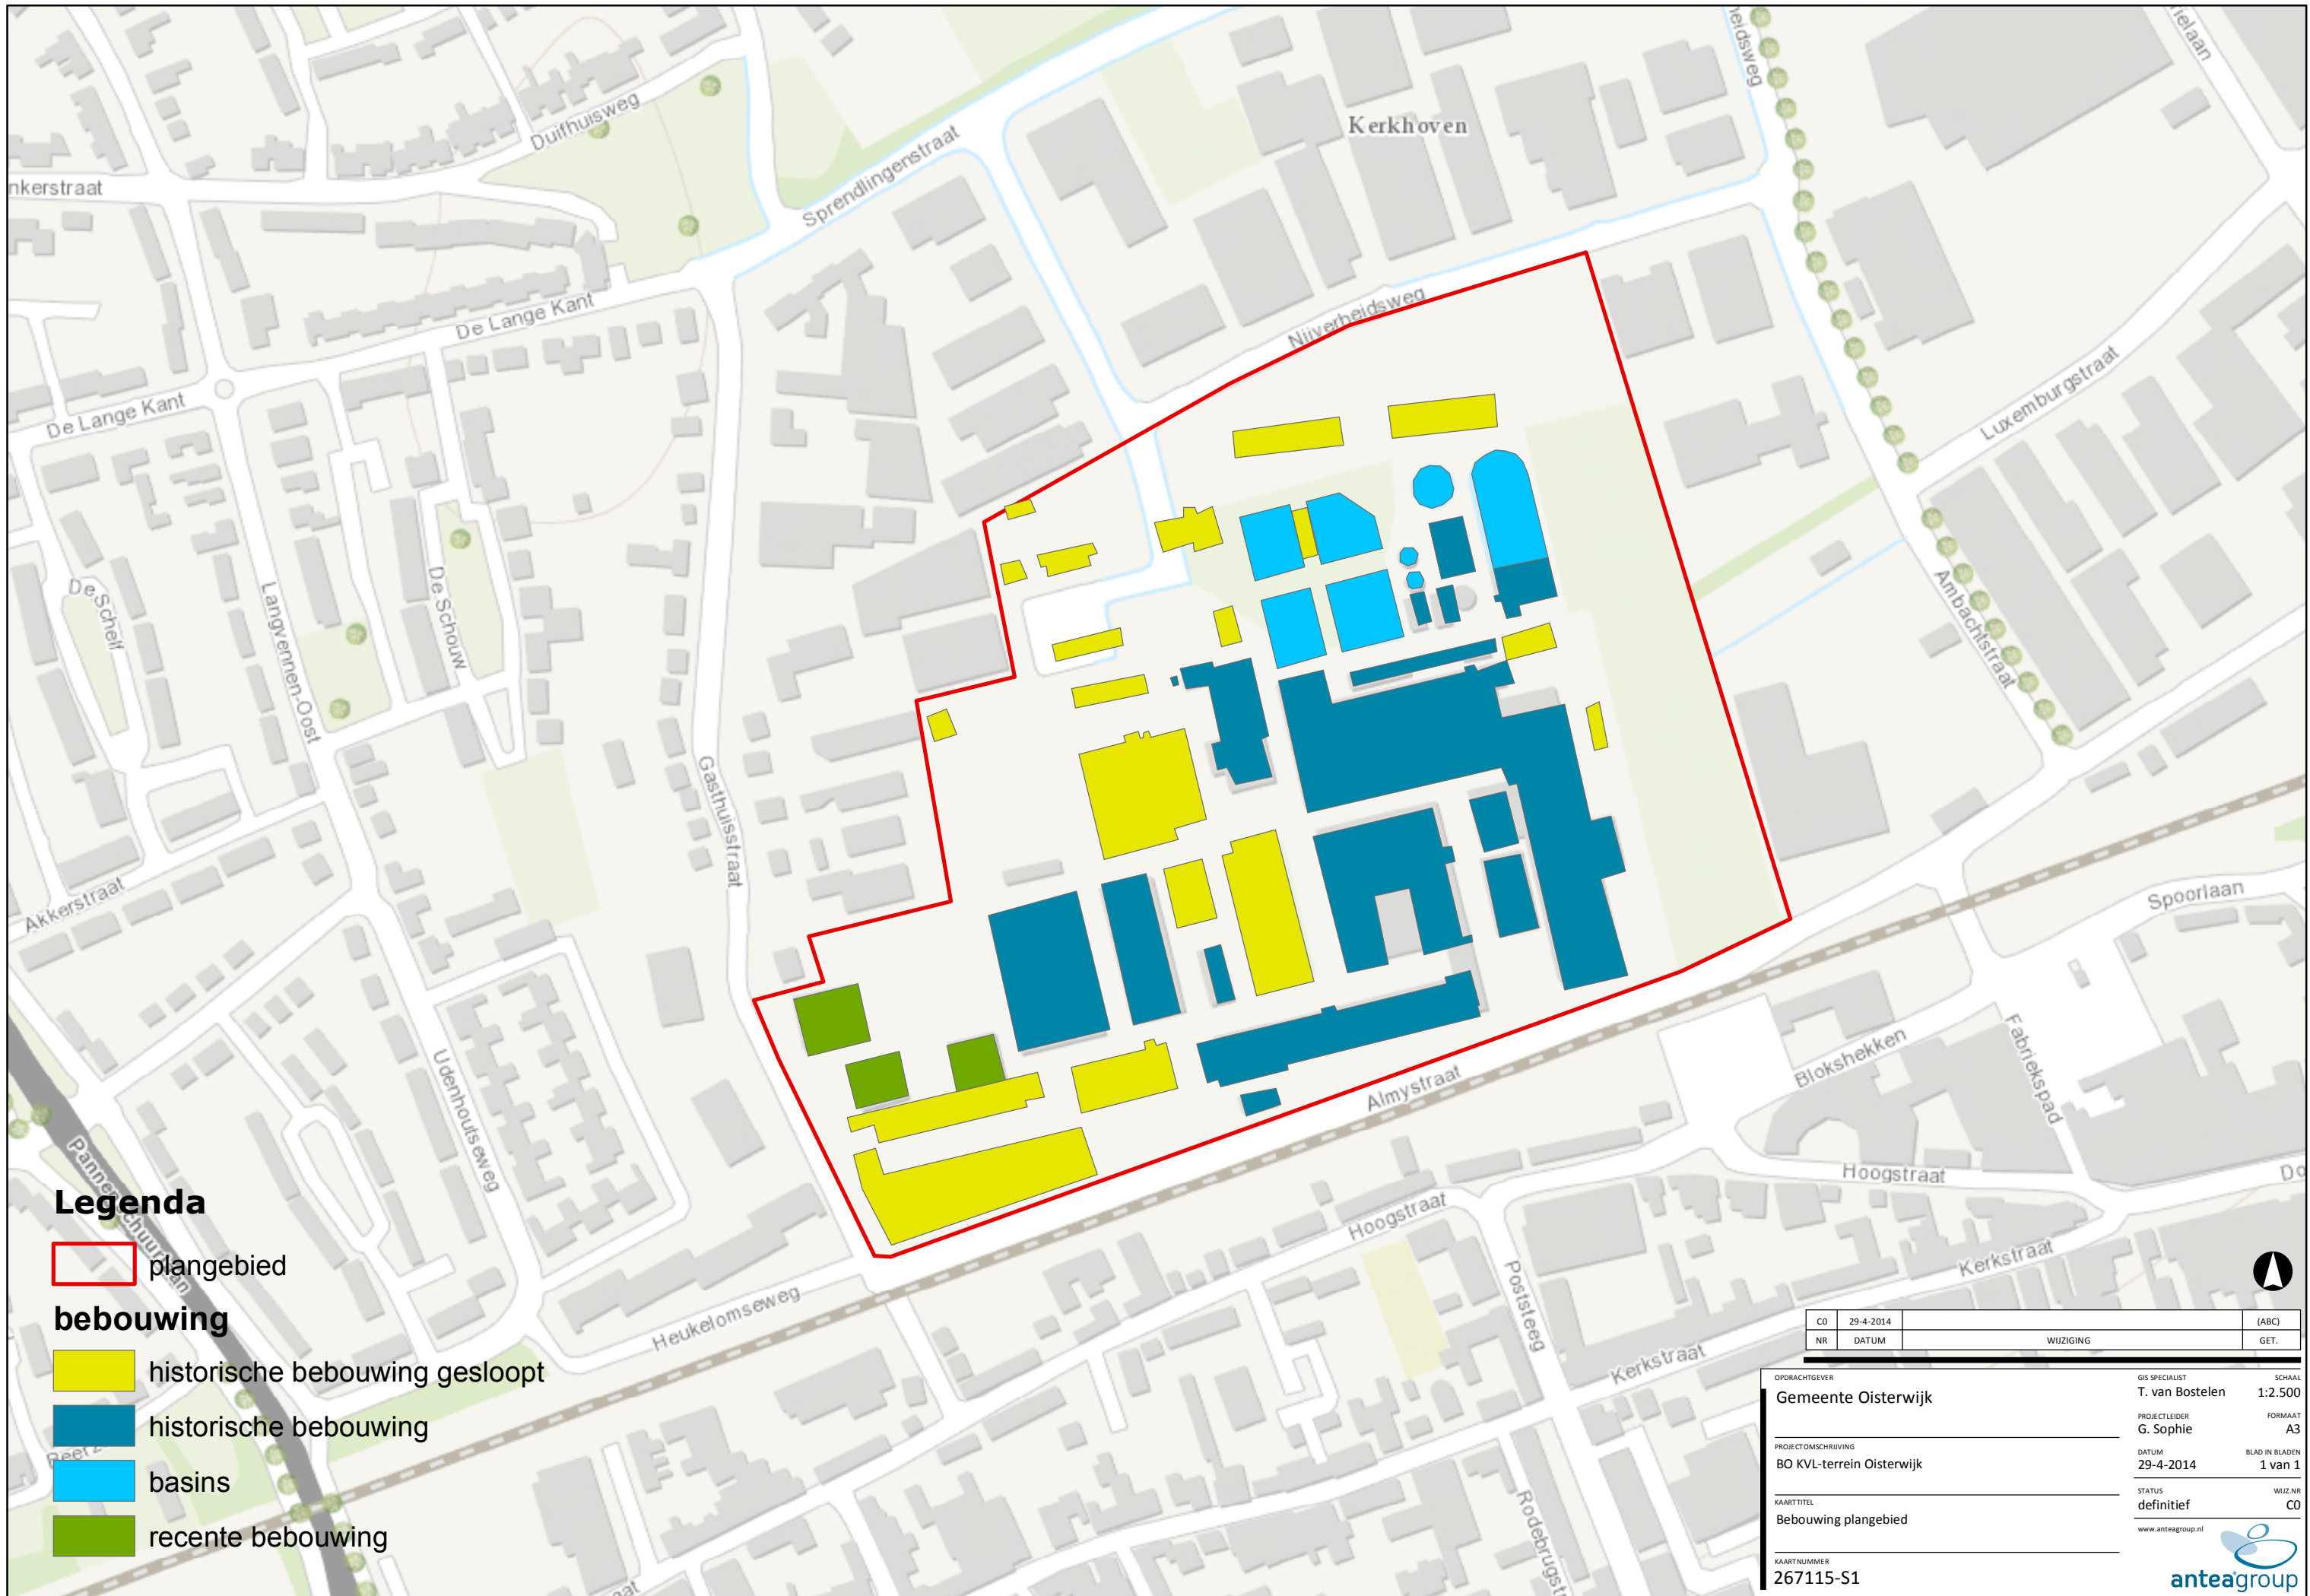 Duifhuisweg
nkerstraat
Sprendlingenstraat
Kerkhoven
De Lange Kant
De Lange Kant
Nijverheidsweg
Luxemburgstraat
De Schelf
Langvennen-Oost
De Schouw
Ambachtstraat
Gasthuisstraat
Akkerstraat
Spoorlaan
Udenhoutseweg
Almystraat
Blokshekken
Fabriekspad
Hoogstraat
Hoogstraat
Heukelomseweg
Poststeeg
Kerkstraat
Kerkstraat
Rodebrugstr
Legenda
plangebied
bebouwing
historische bebouwing gesloopt
historische bebouwing
basins
recente bebouwing
C0 29-4-2014 (ABC)
NR DATUM WIJZIGING GET.
OPDRACHTGEVER
Gemeente Oisterwijk
GIS SPECIALIST SCHAAL
T. van Bostelen 1:2.500
PROJECTLEIDER FORMAAT
G. Sophie A3
PROJECTOMSCHRIJVING
BO KVL-terrein Oisterwijk
DATUM BLAD IN BLADEN
29-4-2014 1 van 1
STATUS WIJZ.NR
definitief C0
KAARTTITEL
Bebouwing plangebied
www.anteagroup.nl
KAARTNUMMER
267115-S1
anteagroup